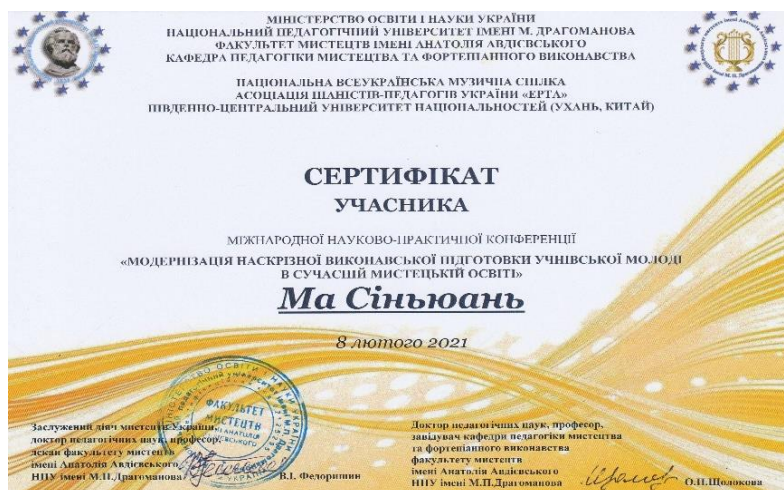 МІНІСТЕРСТВО ОСВІТИ І НАУКИ УКРАЇНИ
НАЦІОНАЛЬНИЙ ПЕДАГОГІЧНИЙ УНІВЕРСИТЕТ ІМЕНІ М. ДРАГОМАНОВА
ФАКУЛЬТЕТ МИСТЕЦТВ ІМЕНІ АНАТОЛІЯ АВДІЄВСЬКОГО
КАФЕДРА ПЕДАГОГІКИ МИСТЕЦТВА ТА ФОРТЕПІАННОГО ВИКОНАВСТВА
НАЦІОНАЛЬНА ВСЕУКРАЇНСЬКА МУЗИЧНА СПІЛКА
АСОЦІАЦІЯ ПІАНІСТІВ-ПЕДАГОГІВ УКРАЇНИ «ЕРТА»
ПІВДЕННО-ЦЕНТРАЛЬНИЙ УНІВЕРСИТЕТ НАЦІОНАЛЬНОСТЕЙ (УХАНЬ, КИТАЙ)
СЕРТИФІКАТ
УЧАСНИКА
МІЖНАРОДНОЇ НАУКОВО-ПРАКТИЧНОЇ КОНФЕРЕНЦІЇ
«МОДЕРНІЗАЦІЯ НАСКРІЗНОЇ ВИКОНАВСЬКОЇ ПІДГОТОВКИ УЧНІВСЬКОЇ МОЛОДІ
В СУЧАСНІЙ МИСТЕЦЬКІЙ ОСВІТІ»
Ма Сіньюань
8 лютого 2021
ФАКУЛЬТЕТ
МИСТЕЦТВ
ІМЕНІ АНАТОЛІЯ
АВДІЄВСЬКОГО
Заслужений діяч мистецтв України,
доктор педагогічних наук, професор,
декан факультету мистецтв
імені Анатолія Авдієвського
НПУ імені М.П.Драгоманова
В.І. Федоришин
Доктор педагогічних наук, професор,
завідувач кафедри педагогіки мистецтва
та фортепіанного виконавства
факультету мистецтв
імені Анатолія Авдієвського
НПУ імені М.П.Драгоманова
О.П.Щолокова